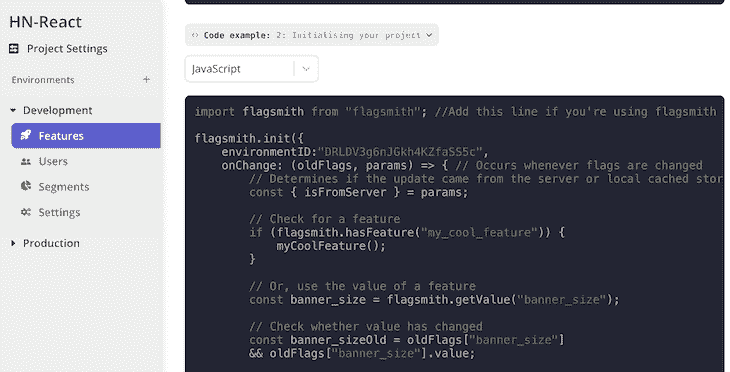 HN-React
Project Settings
Environments +
Development
Features
Users
Segments
Settings
Production
<> Code example: 2: Initialising your project
JavaScript
import flagsmith from "flagsmith"; //Add this line if you're using flagsmith
flagsmith.init({
environmentID:"DRLDV3g6nJGkh4KZfaSS5c",
onChange: (oldFlags, params) => { // Occurs whenever flags are changed
// Determines if the update came from the server or local cached stor
const { isFromServer } = params;
// Check for a feature
if (flagsmith.hasFeature("my_cool_feature")) {
myCoolFeature();
}
// Or, use the value of a feature
const banner_size = flagsmith.getValue("banner_size");
// Check whether value has changed
const banner_sizeOld = oldFlags["banner_size"]
&& oldFlags["banner_size"].value;